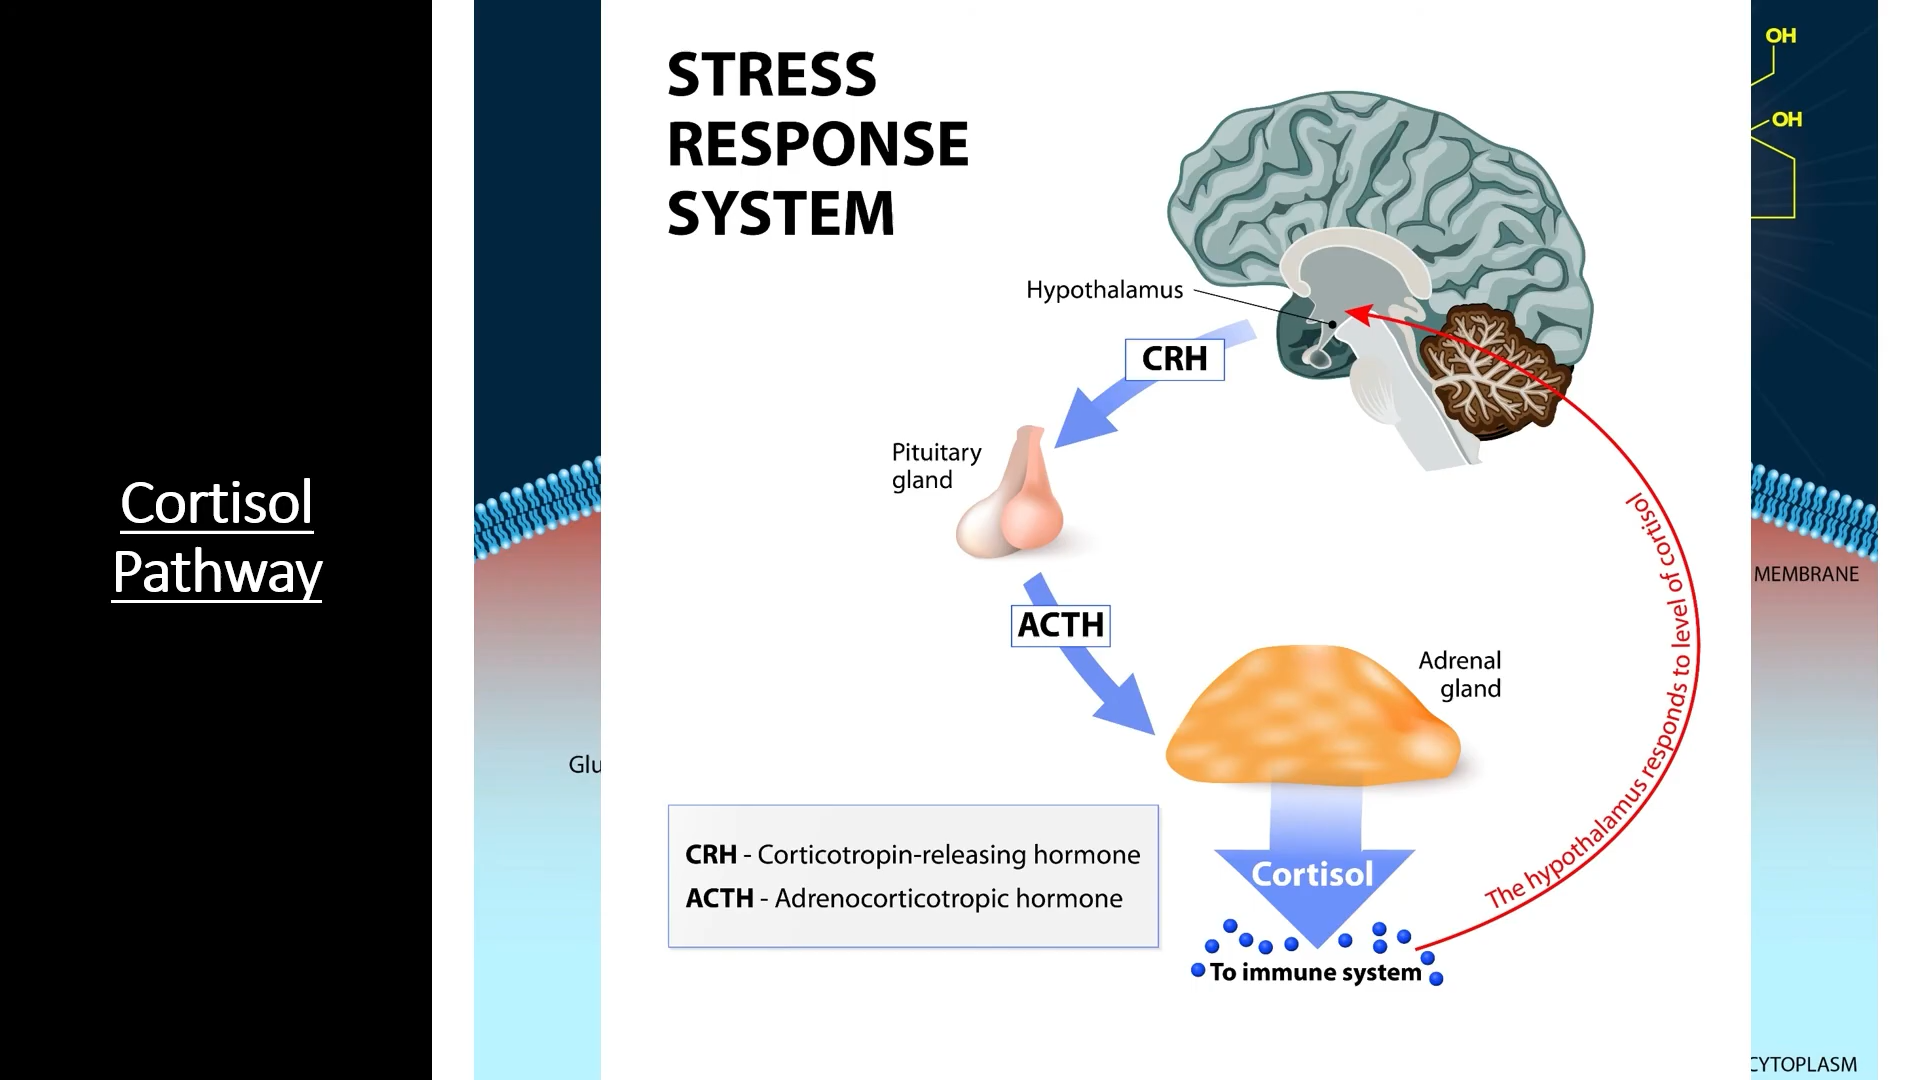 Cortisol
Pathway
STRESS
RESPONSE
SYSTEM
Hypothalamus
CRH
Pituitary
gland
ACTH
Adrenal
gland
Cortisol
To immune system
The hypothalamus responds to level of cortisol
CRH - Corticotropin-releasing hormone
ACTH - Adrenocorticotropic hormone
Glu
OH
OH
MEMBRANE
CYTOPLASM